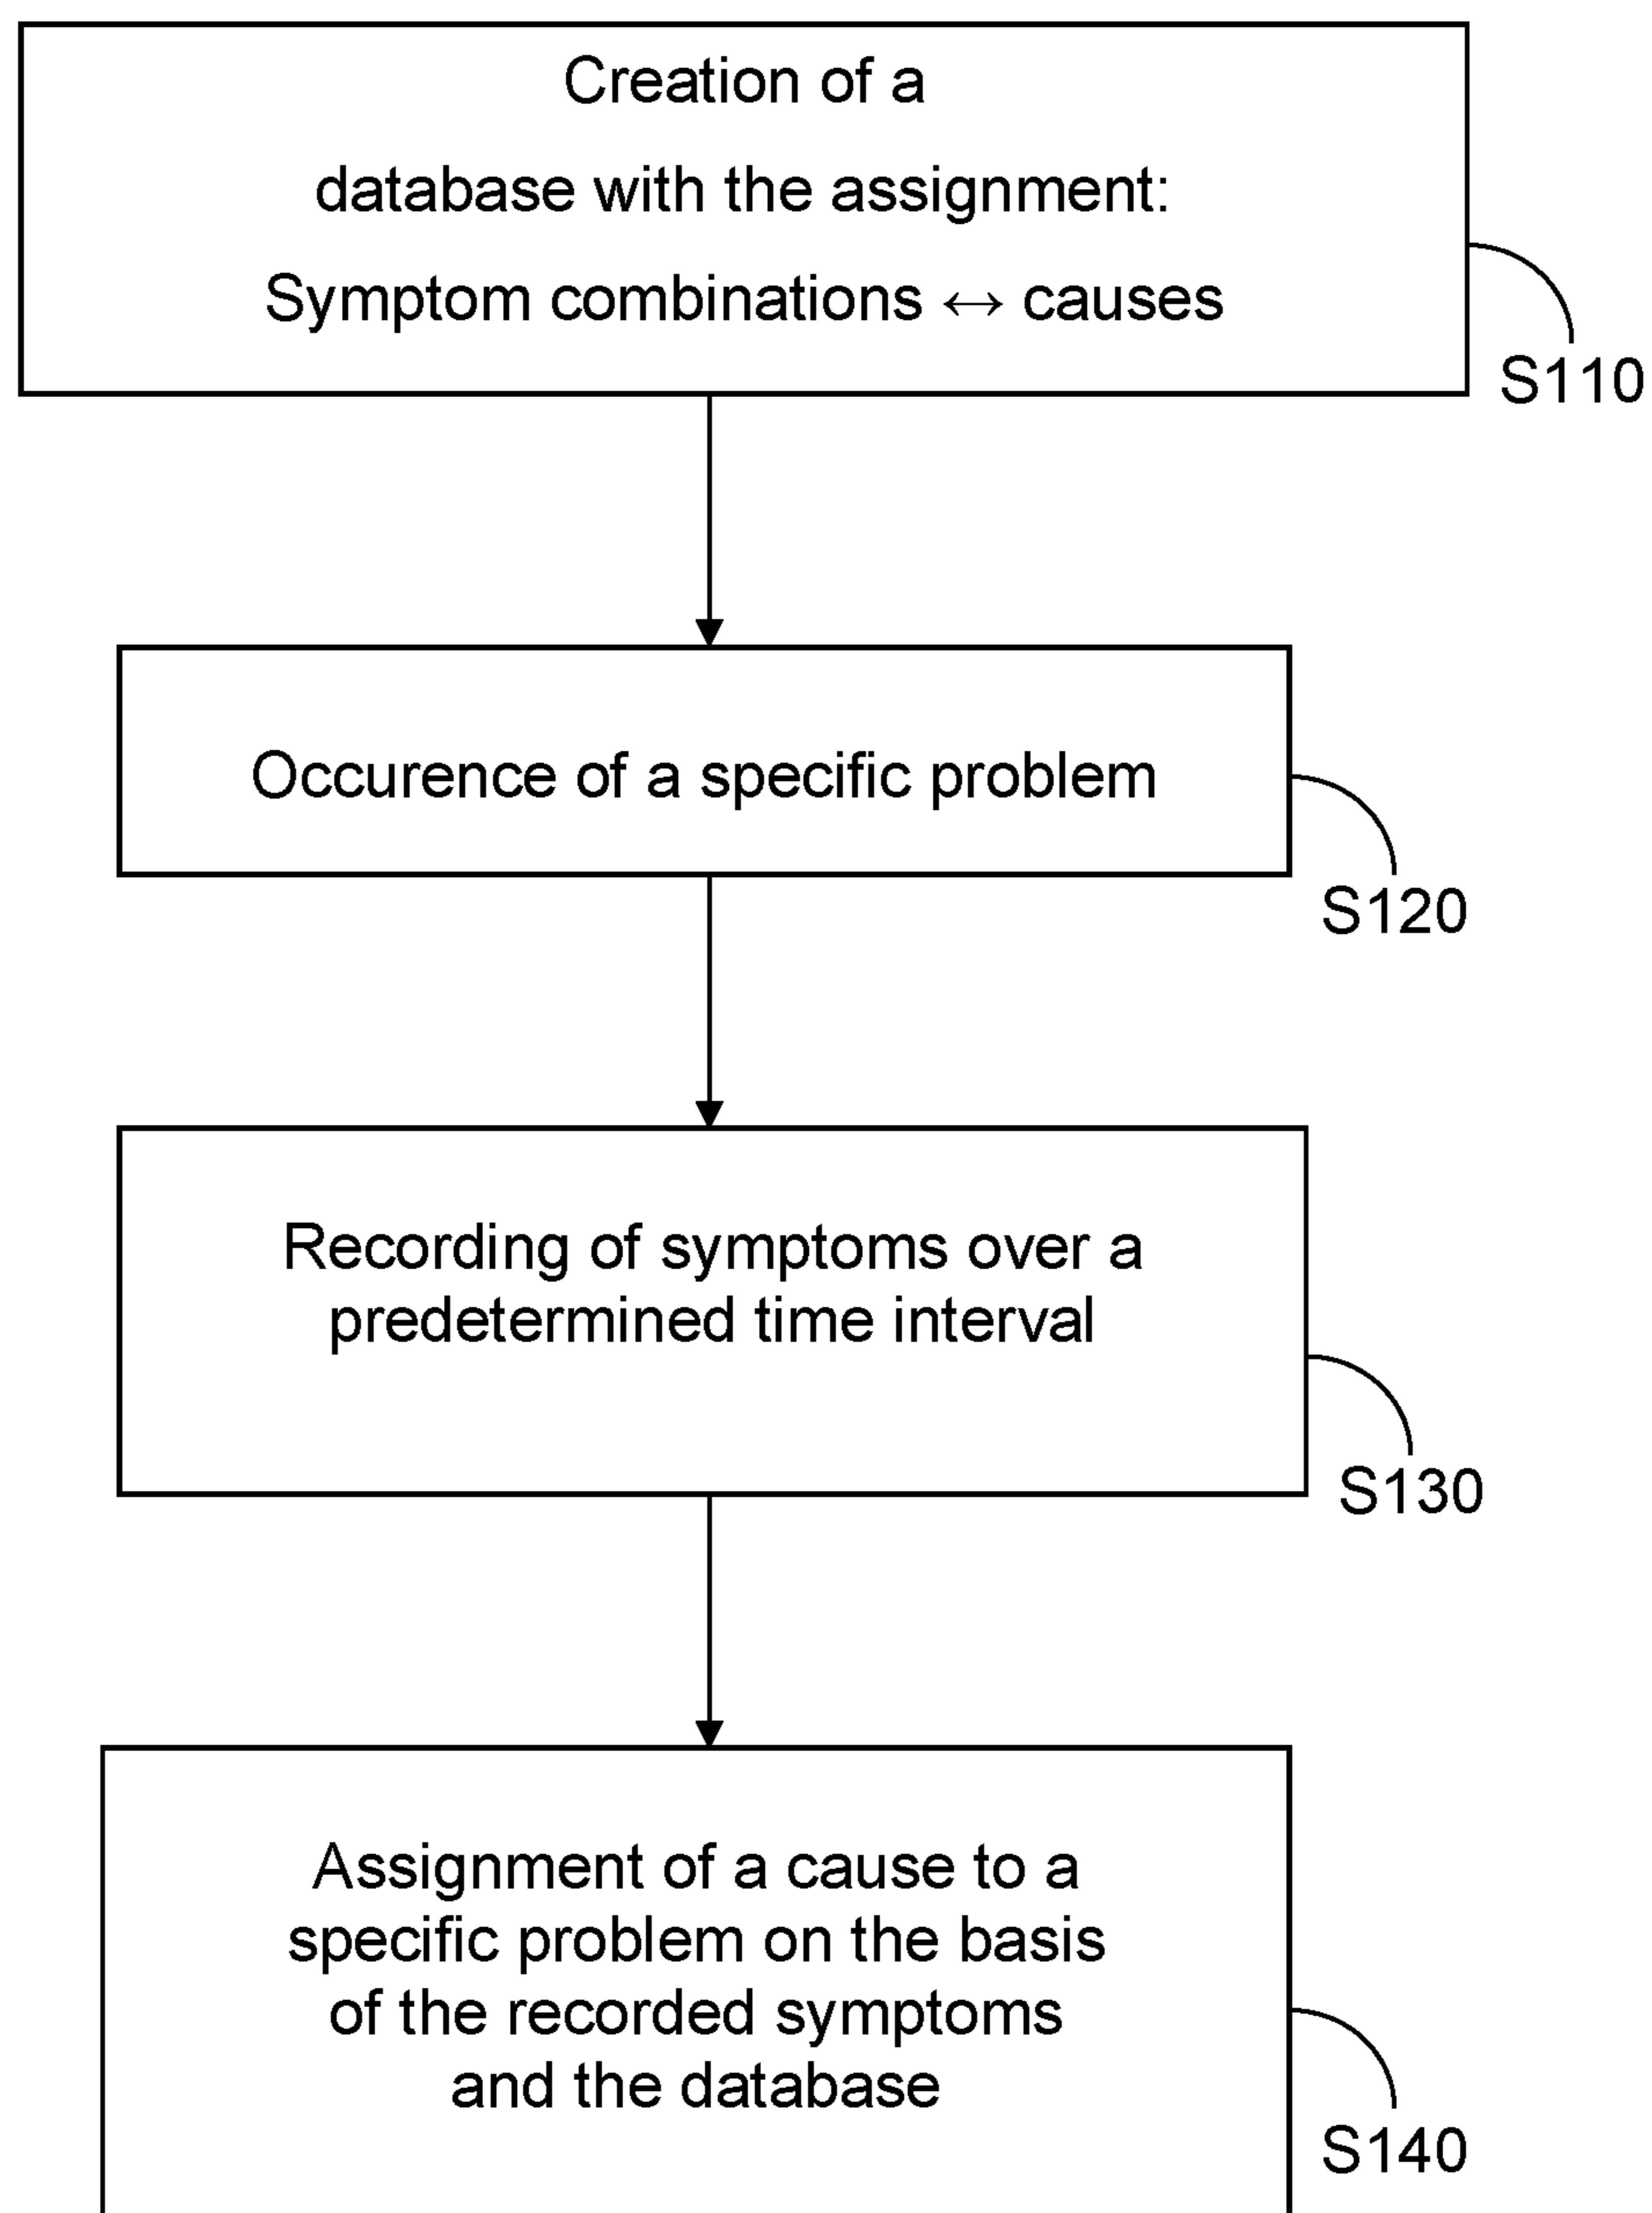 Creation of a
database with the assignment:
Symptom combinations ↔ causes
S110
Occurence of a specific problem
S120
Recording of symptoms over a
predetermined time interval
S130
Assignment of a cause to a
specific problem on the basis
of the recorded symptoms
and the database
S140